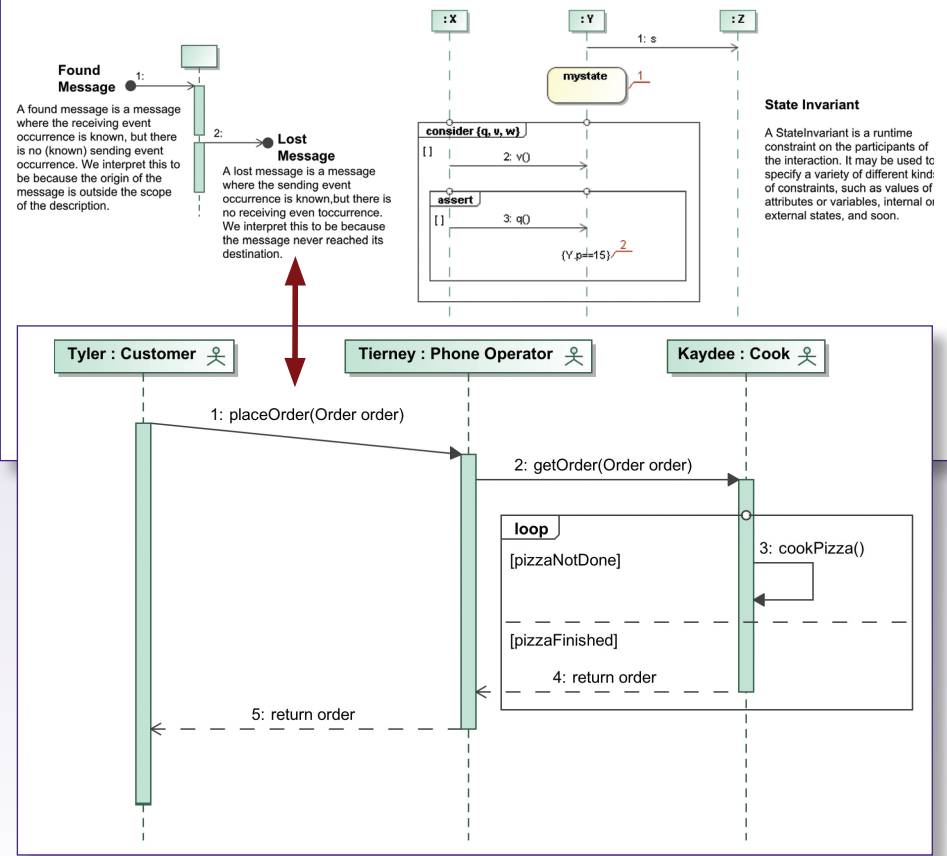 Found
Message
1:
A found message is a message
where the receiving event
occurrence is known, but there
is no (known) sending event
occurrence. We interpret this to
be because the origin of the
message is outside the scope
of the description.
2:
Lost
Message
A lost message is a message
where the sending event
occurrence is known,but there is
no receiving even toccurrence.
We interpret this to be because
the message never reached its
destination.
: X
: Y
: Z
1: s
mystate
1
consider {q, v, w}
[ ]
2: v()
assert
[ ]
3: q()
{Y.p==15}
2
State Invariant
A StateInvariant is a runtime
constraint on the participants of
the interaction. It may be used to
specify a variety of different kinds
of constraints, such as values of
attributes or variables, internal or
external states, and soon.
Tyler : Customer
Tierney : Phone Operator
Kaydee : Cook
1: placeOrder(Order order)
2: getOrder(Order order)
loop
[pizzaNotDone]
3: cookPizza()
[pizzaFinished]
4: return order
5: return order